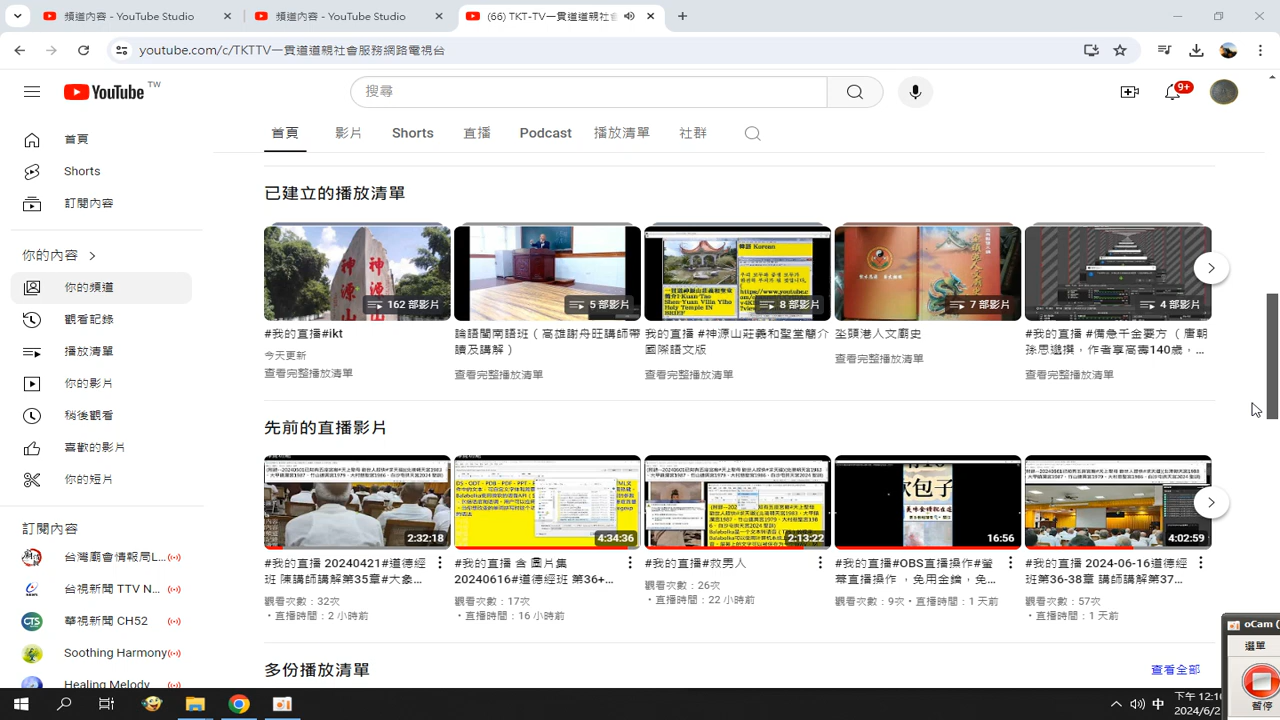 頻道內容 - YouTube Studio
頻道內容 - YouTube Studio
(66) TKT-TV一貫道道親社會
youtube.com/c/TKTTV一貫道道親社會服務網路電視台
YouTube TW
搜尋
9+
首頁
影片
Shorts
直播
Podcast
播放清單
社群
首頁
Shorts
訂閱內容
你的內容
你的頻道
觀看記錄
播放清單
你的影片
稍後觀看
喜歡的影片
你的短片
訂閱內容
台視新聞 TTV N...
華視新聞 CH52
Soothing Harmony
Healing Melody
已建立的播放清單
162 部影片
5 部影片
8 部影片
7 部影片
4 部影片
#我的直播#ikt
今天更新
查看完整播放清單
論語閩南語班（高雄謝舟旺講師帶
讀及講解）
查看完整播放清單
我的直播 #神源山莊義和聖堂簡介
國際語文版
查看完整播放清單
坔頭港人文廟史
查看完整播放清單
#我的直播 #備急千金要方（唐朝
孫思邈撰，作者享高壽140歲，...
查看完整播放清單
先前的直播影片
2:32:18
4:34:36
2:13:22
16:56
4:02:59
#我的直播 20240421#道德經
班 陳講師講解第35章#大象...
觀看次數：32次
・直播時間：2 小時前
#我的直播 含 圖片集
20240616#道德經班 第36+...
觀看次數：17次
・直播時間：16 小時前
#我的直播#救男人
觀看次數：26次
・直播時間：22 小時前
#我的直播#OBS直播操作#螢
幕直播操作 ，免用金鑰，免...
觀看次數：9次・直播時間：1 天前
#我的直播 2024-06-16道德經
班第36-38章 講師講解第37...
觀看次數：57次
・直播時間：1 天前
多份播放清單
查看全部
oCam (
選單
暫停
中
下午 12:1
2024/6/2